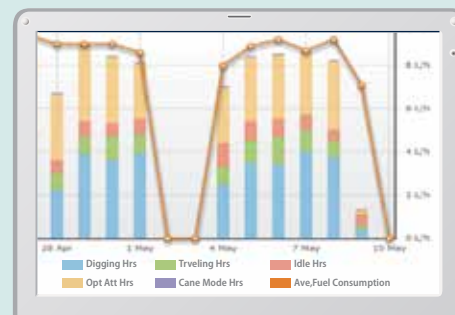 8 L/h
6 L/h
4 L/h
0 L/h
28 Apr 1 May 4 May 7 May 10 May
Digging Hrs Trveling Hrs Idle Hrs
Opt Att Hrs Cane Mode Hrs Ave,Fuel Consumption